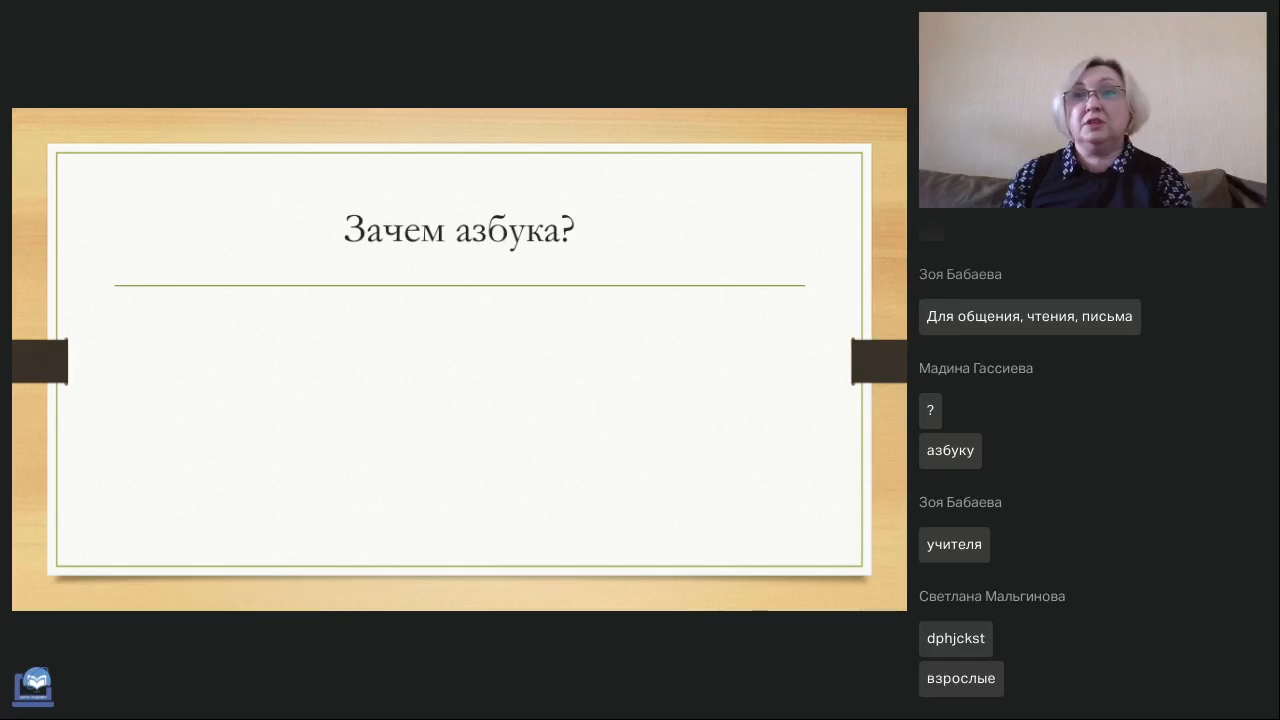 Зачем азбука?
Зоя Бабаева
Для общения, чтения, письма
Мадина Гассиева
?
азбуку
Зоя Бабаева
учителя
Светлана Мальгинова
dphjckst
взрослые